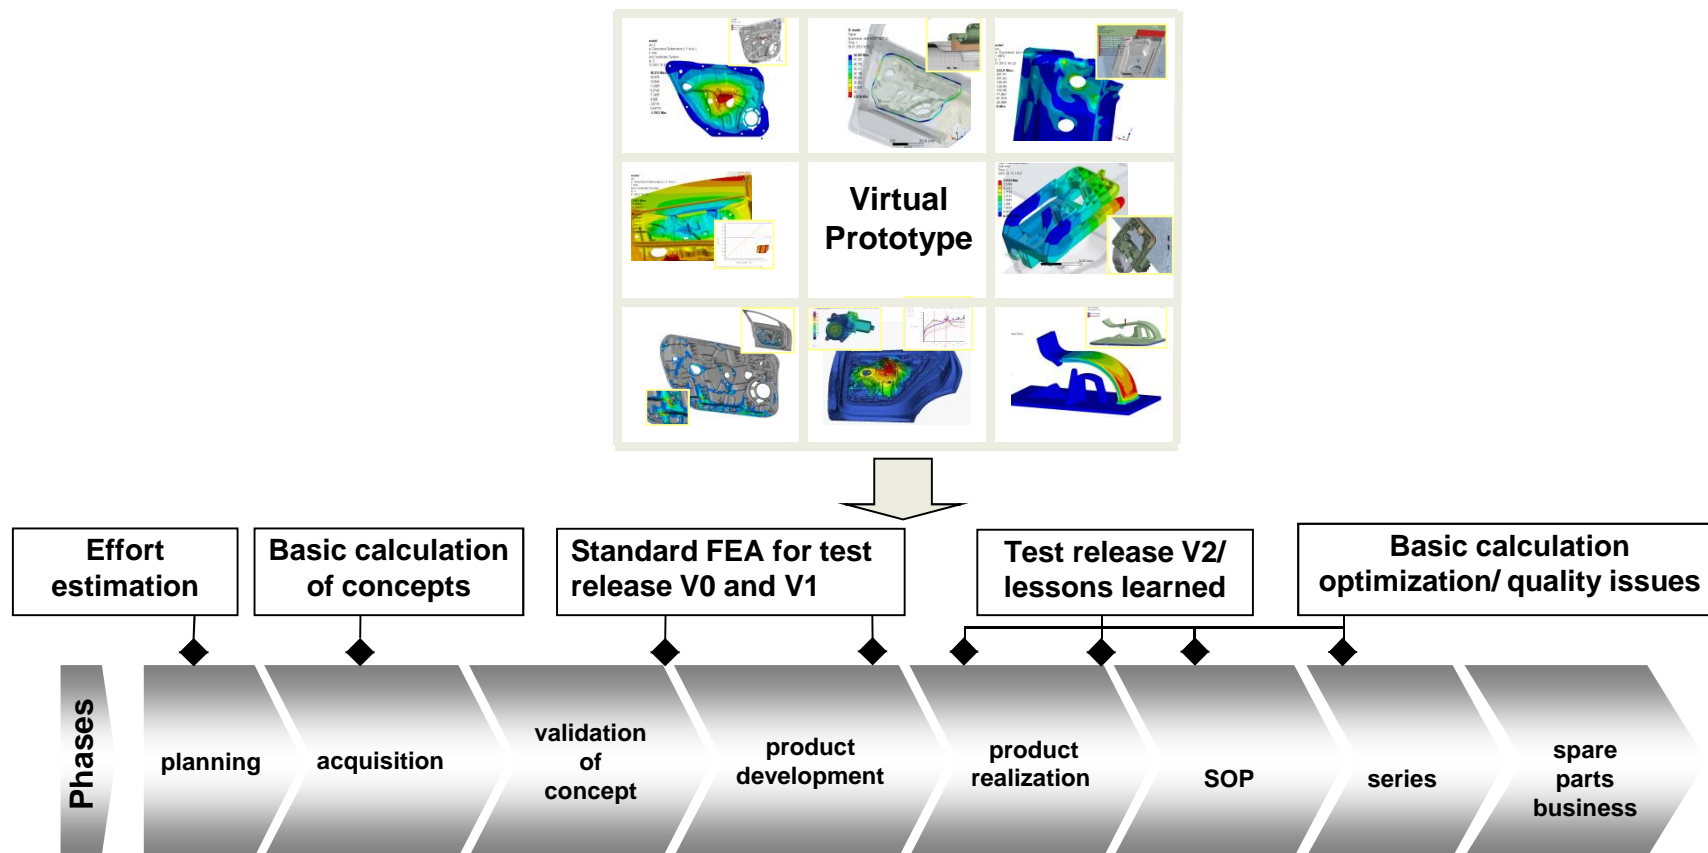 Virtual
Prototype
Effort
estimation
Basic calculation
of concepts
Standard FEA for test
release V0 and V1
Test release V2/
lessons learned
Basic calculation
optimization/ quality issues
Phases
planning
acquisition
validation
of
concept
product
development
product
realization
SOP
series
spare
parts
business